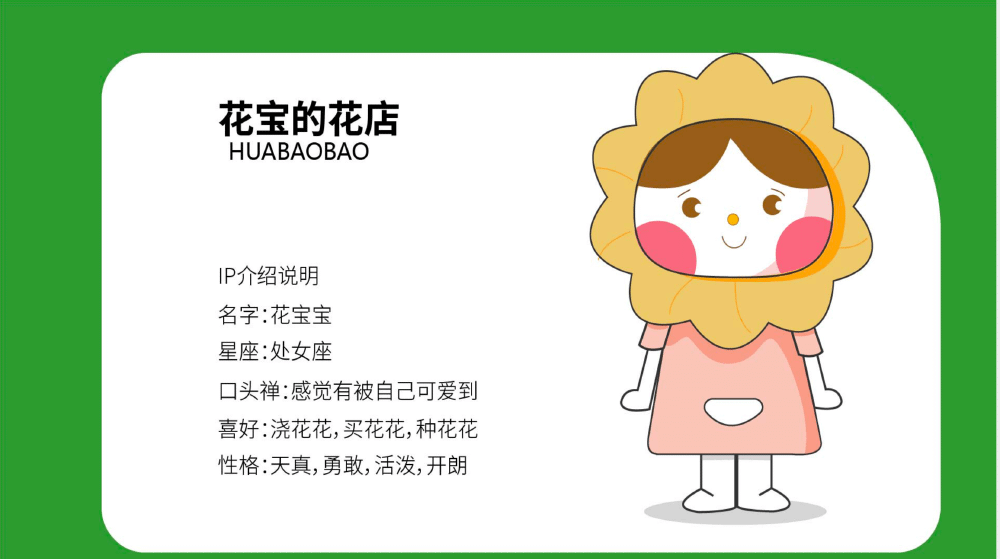 花宝的花店
HUABAOBAO
IP介绍说明
名字：花宝宝
星座：处女座
口头禅：感觉有被自己可爱到
喜好：浇花花，买花花，种花花
性格：天真，勇敢，活泼，开朗